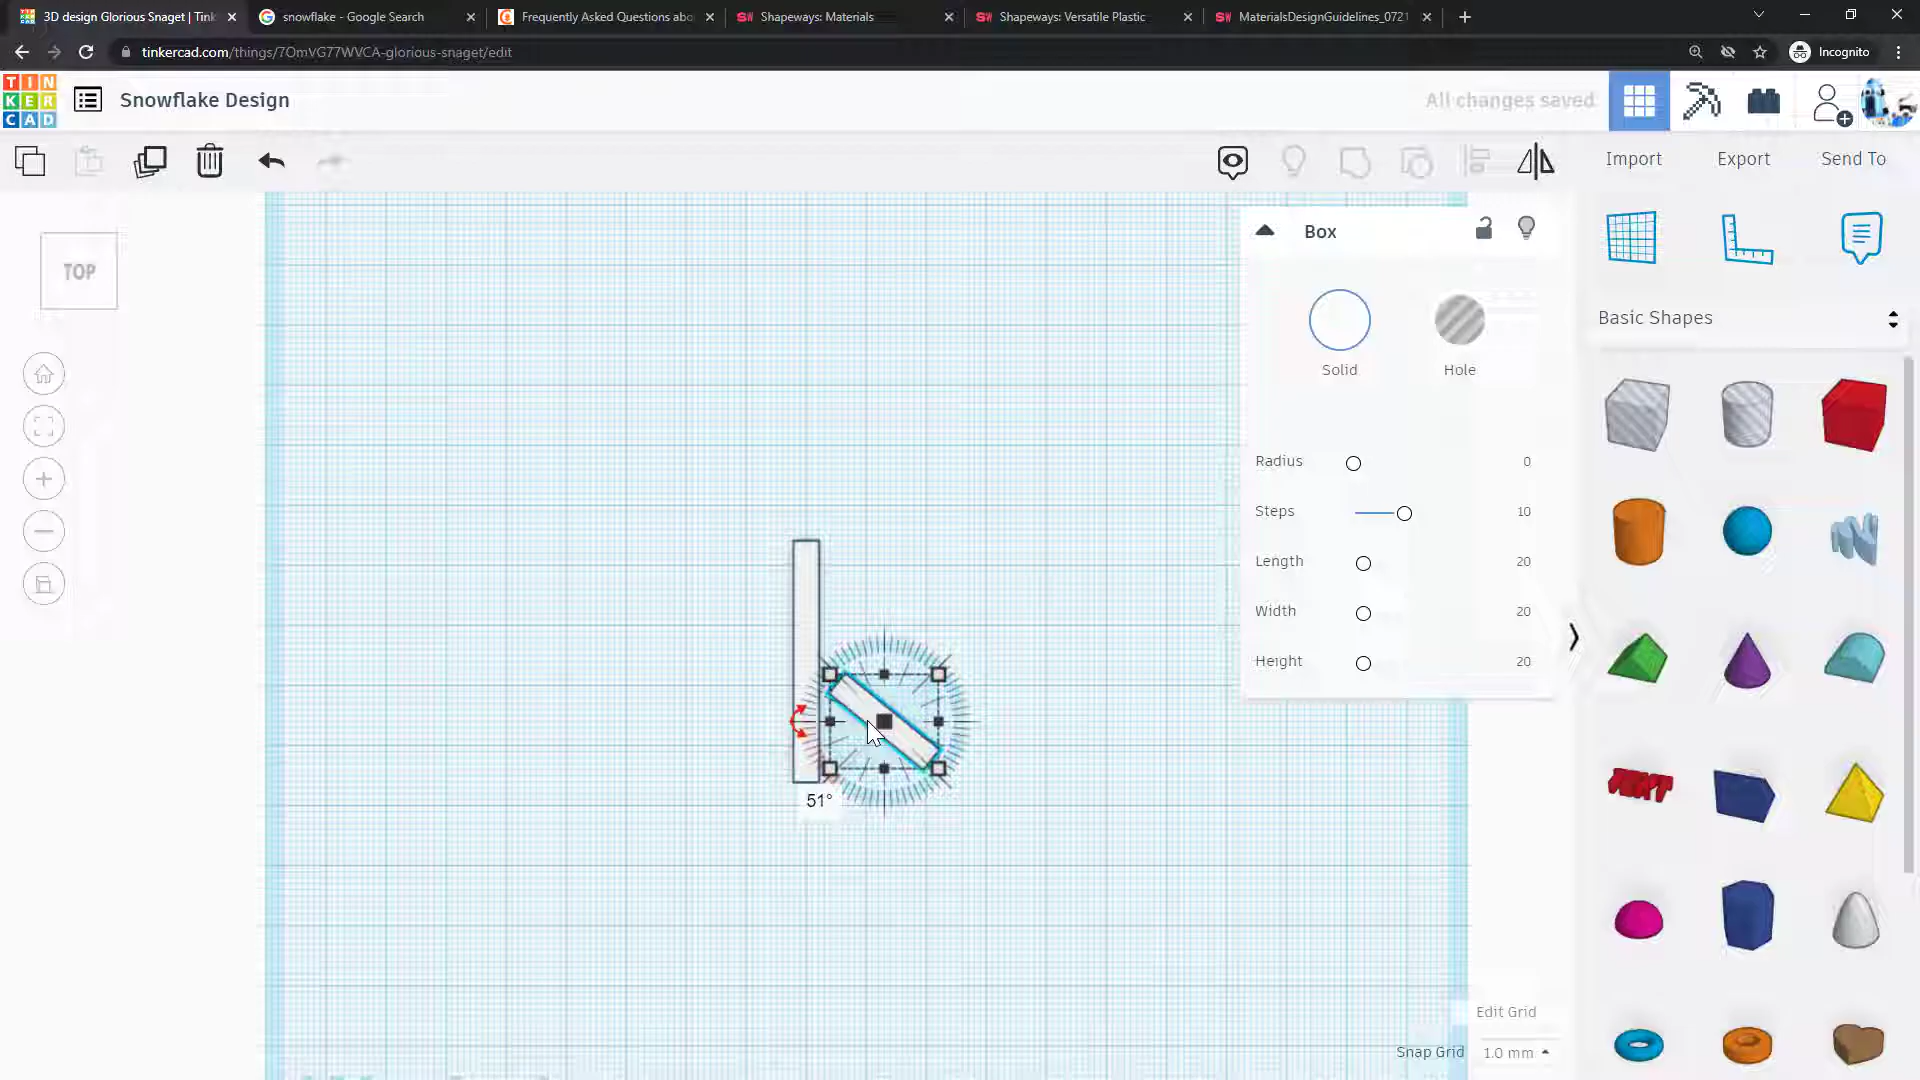 3D design Glorious Snaget | Tink
snowflake - Google Search
Frequently Asked Questions abo
Shapeways: Materials
Shapeways: Versatile Plastic
MaterialsDesignGuidelines_0721
tinkercad.com/things/7OmVG77WVCA-glorious-snaget/edit
Incognito
TIN
KER
CAD
Snowflake Design
All changes saved
Import
Export
Send To
TOP
Box
Solid
Hole
Basic Shapes
Radius
0
Steps
10
Length
20
Width
20
Height
20
51°
TEXT
Edit Grid
Snap Grid
1.0 mm